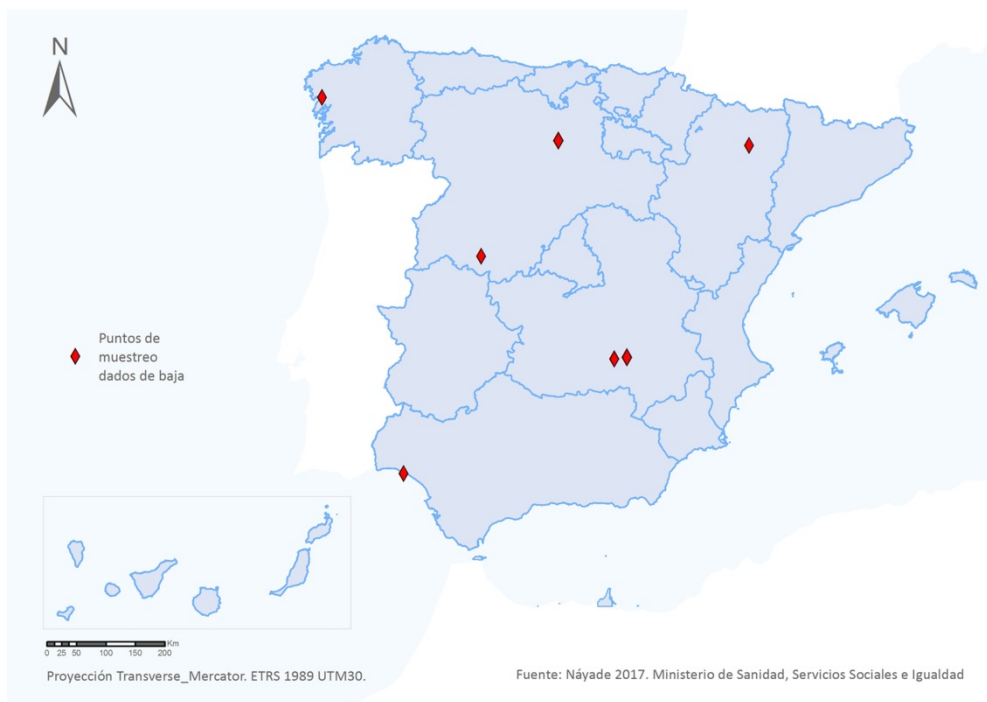 N
Puntos de
muestreo
dados de baja
Km
0 25 50 100 150 200
Proyección Transverse_Mercator. ETRS 1989 UTM30.
Fuente: Náyade 2017. Ministerio de Sanidad, Servicios Sociales e Igualdad